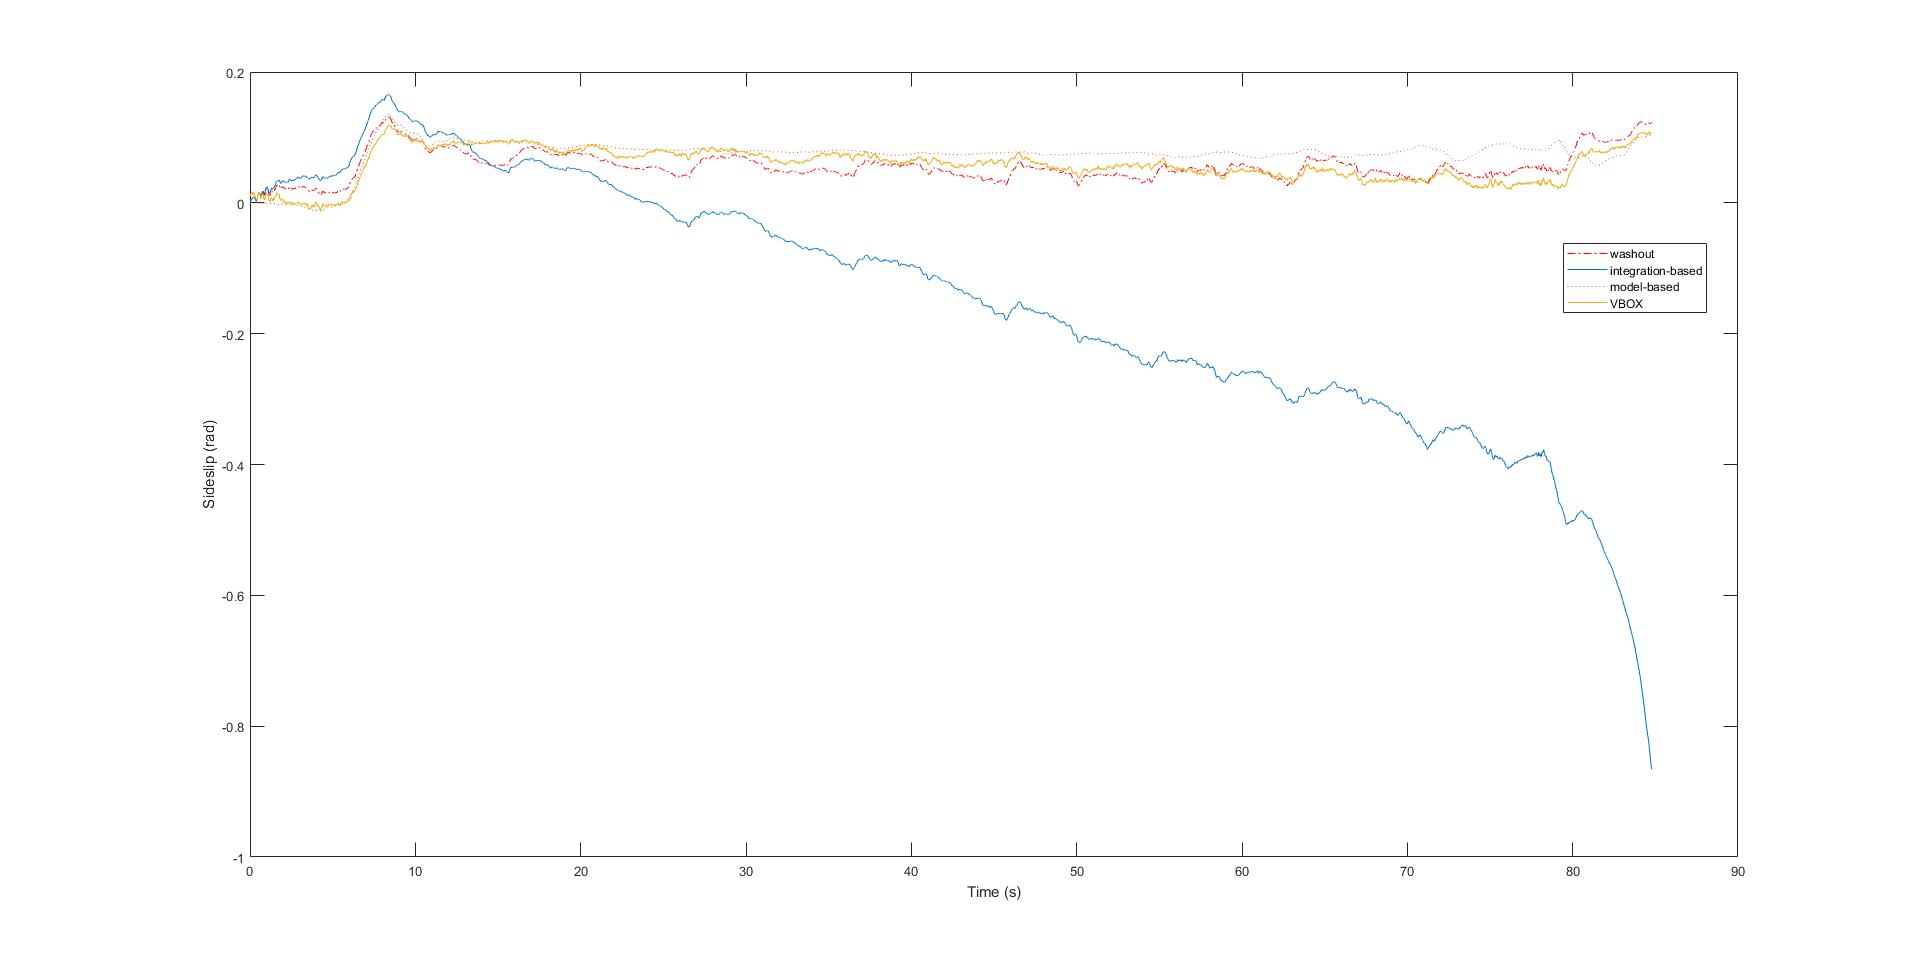 0.2
0
-0.2
-0.4
-0.6
-0.8
-1
Sideslip (rad)
washout
integration-based
model-based
VBOX
0 10 20 30 40 50 60 70 80 90
Time (s)